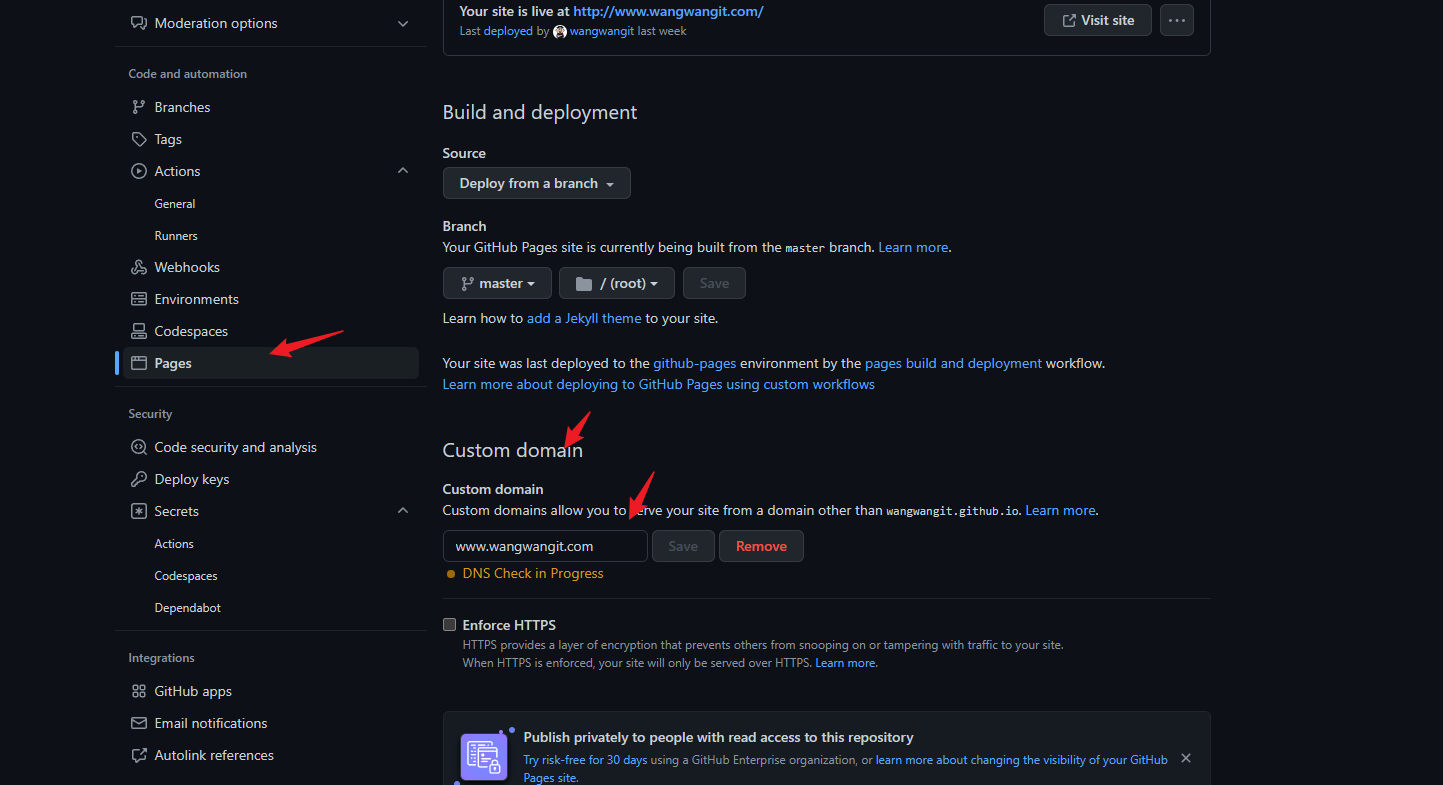 Moderation options
Code and automation
Branches
Tags
Actions
General
Runners
Webhooks
Environments
Codespaces
Pages
Security
Code security and analysis
Deploy keys
Secrets
Actions
Codespaces
Dependabot
Integrations
GitHub apps
Email notifications
Autolink references
Your site is live at http://www.wangwangit.com/
Last deployed by wangwangit last week
Visit site
Build and deployment
Source
Deploy from a branch
Branch
Your GitHub Pages site is currently being built from the master branch. Learn more.
master / (root) Save
Learn how to add a Jekyll theme to your site.
Your site was last deployed to the github-pages environment by the pages build and deployment workflow.
Learn more about deploying to GitHub Pages using custom workflows
Custom domain
Custom domain
Custom domains allow you to serve your site from a domain other than wangwangit.github.io. Learn more.
www.wangwangit.com Save Remove
DNS Check in Progress
Enforce HTTPS
HTTPS provides a layer of encryption that prevents others from snooping on or tampering with traffic to your site.
When HTTPS is enforced, your site will only be served over HTTPS. Learn more.
Publish privately to people with read access to this repository
Try risk-free for 30 days using a GitHub Enterprise organization, or learn more about changing the visibility of your GitHub
Pages site.